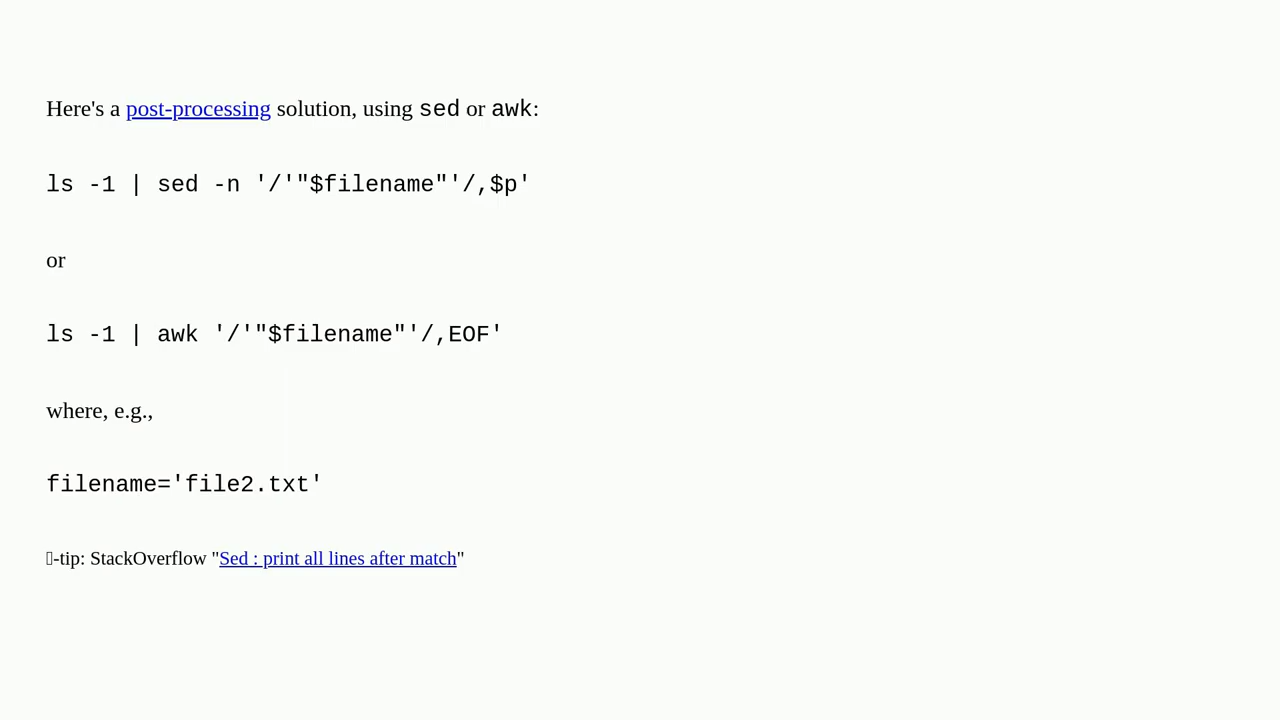 Here's a post-processing solution, using sed or awk:
ls -1 | sed -n '/'"$filename"'/,$p'
or
ls -1 | awk '/'"$filename"'/,EOF'
where, e.g.,
filename='file2.txt'
-tip: StackOverflow "Sed : print all lines after match"